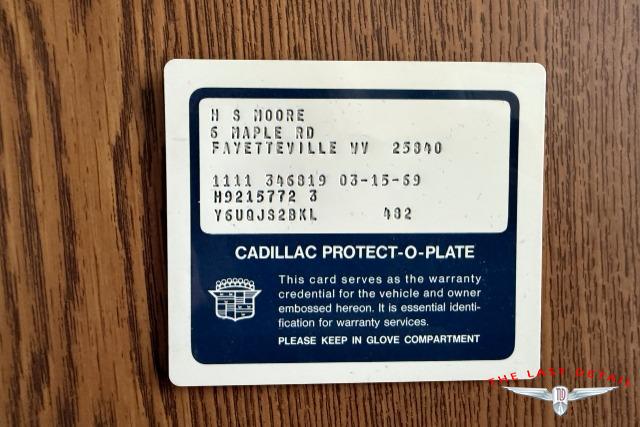 H S MOORE
6 MAPLE RD
FAYETTEVILLE WV 25840
1111 346819 03-15-69
H9215772 3
Y6UQJS2BKL 482
CADILLAC PROTECT-O-PLATE
This card serves as the warranty
credential for the vehicle and owner
embossed hereon. It is essential identi-
fication for warranty services.
PLEASE KEEP IN GLOVE COMPARTMENT
THE LAST DETAIL
TLD